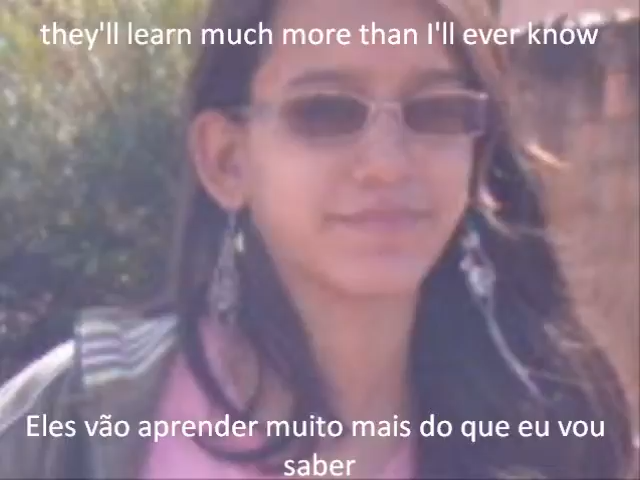 they'll learn much more than I'll ever know
Eles vão aprender muito mais do que eu vou
saber